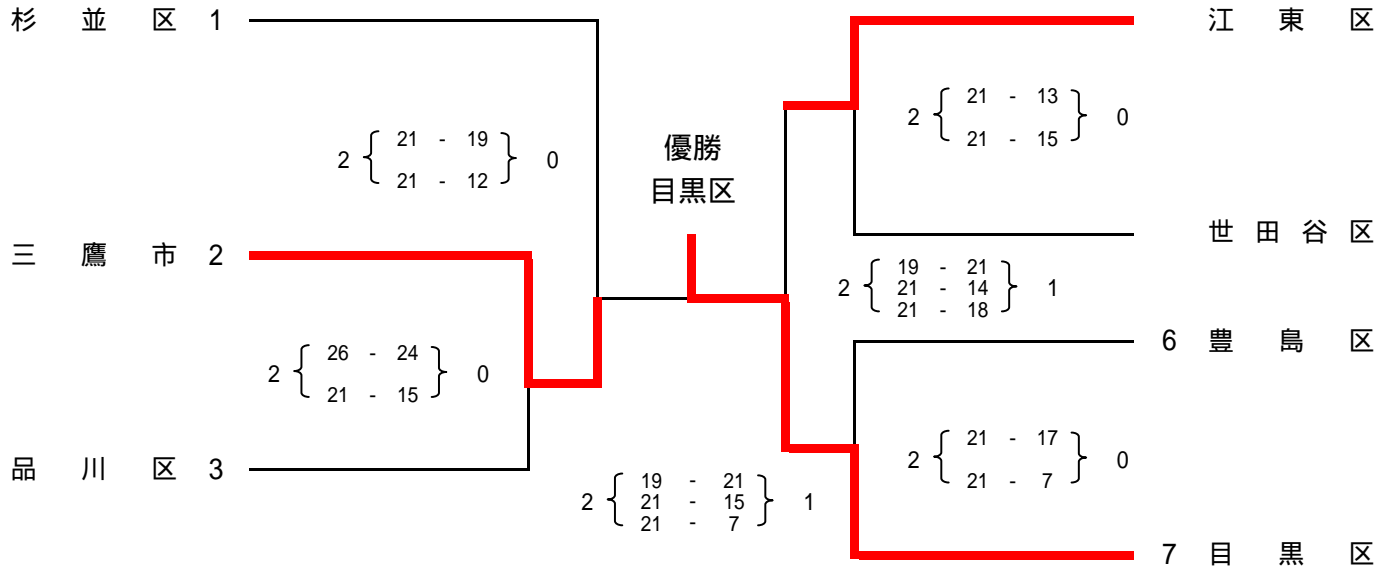 杉並区 1
江東区
21 - 13
2 { } 0
21 - 15
21 - 19
2 { } 0
21 - 12
優勝
目黒区
三鷹市 2
世田谷区
19 - 21
2 { 21 - 14 } 1
21 - 18
6 豊島区
26 - 24
2 { } 0
21 - 15
21 - 17
2 { } 0
21 - 7
品川区 3
19 - 21
2 { 21 - 15 } 1
21 - 7
7 目黒区